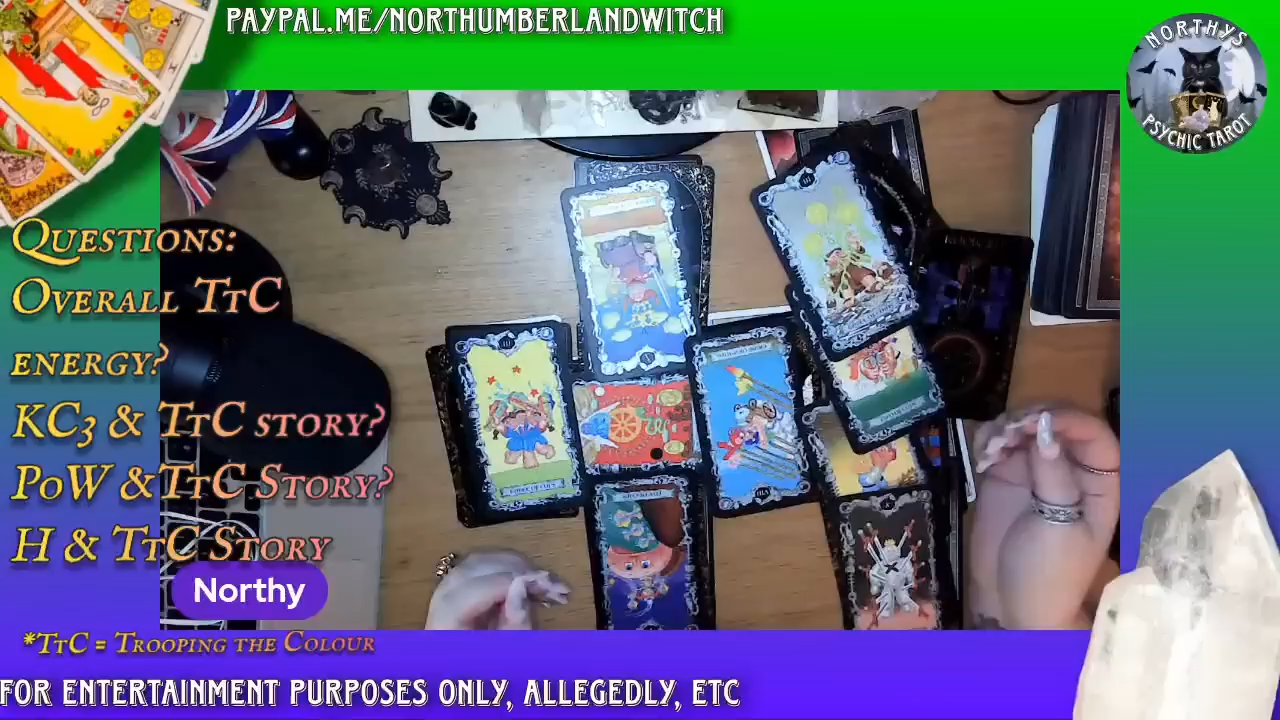 PAYPAL.ME/NORTHUMBERLANDWITCH
NORTHYS
PSYCHIC TAROT
QUESTIONS:
OVERALL TTC
ENERGY?
KC3 & TTC STORY?
POW & TTC STORY?
H & TTC STORY
Northy
*TTC = TROOPING THE COLOUR
FOR ENTERTAINMENT PURPOSES ONLY, ALLEGEDLY, ETC